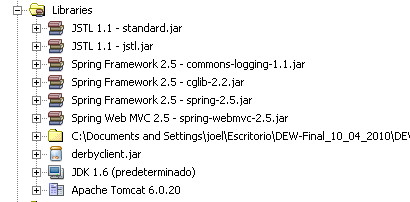 Libraries
JSTL 1.1 - standard.jar
JSTL 1.1 - jstl.jar
Spring Framework 2.5 - commons-logging-1.1.jar
Spring Framework 2.5 - cglib-2.2.jar
Spring Framework 2.5 - spring-2.5.jar
Spring Web MVC 2.5 - spring-webmvc-2.5.jar
C:\Documents and Settings\joel\Escritorio\DEW-Final_10_04_2010\DE
derbyclient.jar
JDK 1.6 (predeterminado)
Apache Tomcat 6.0.20